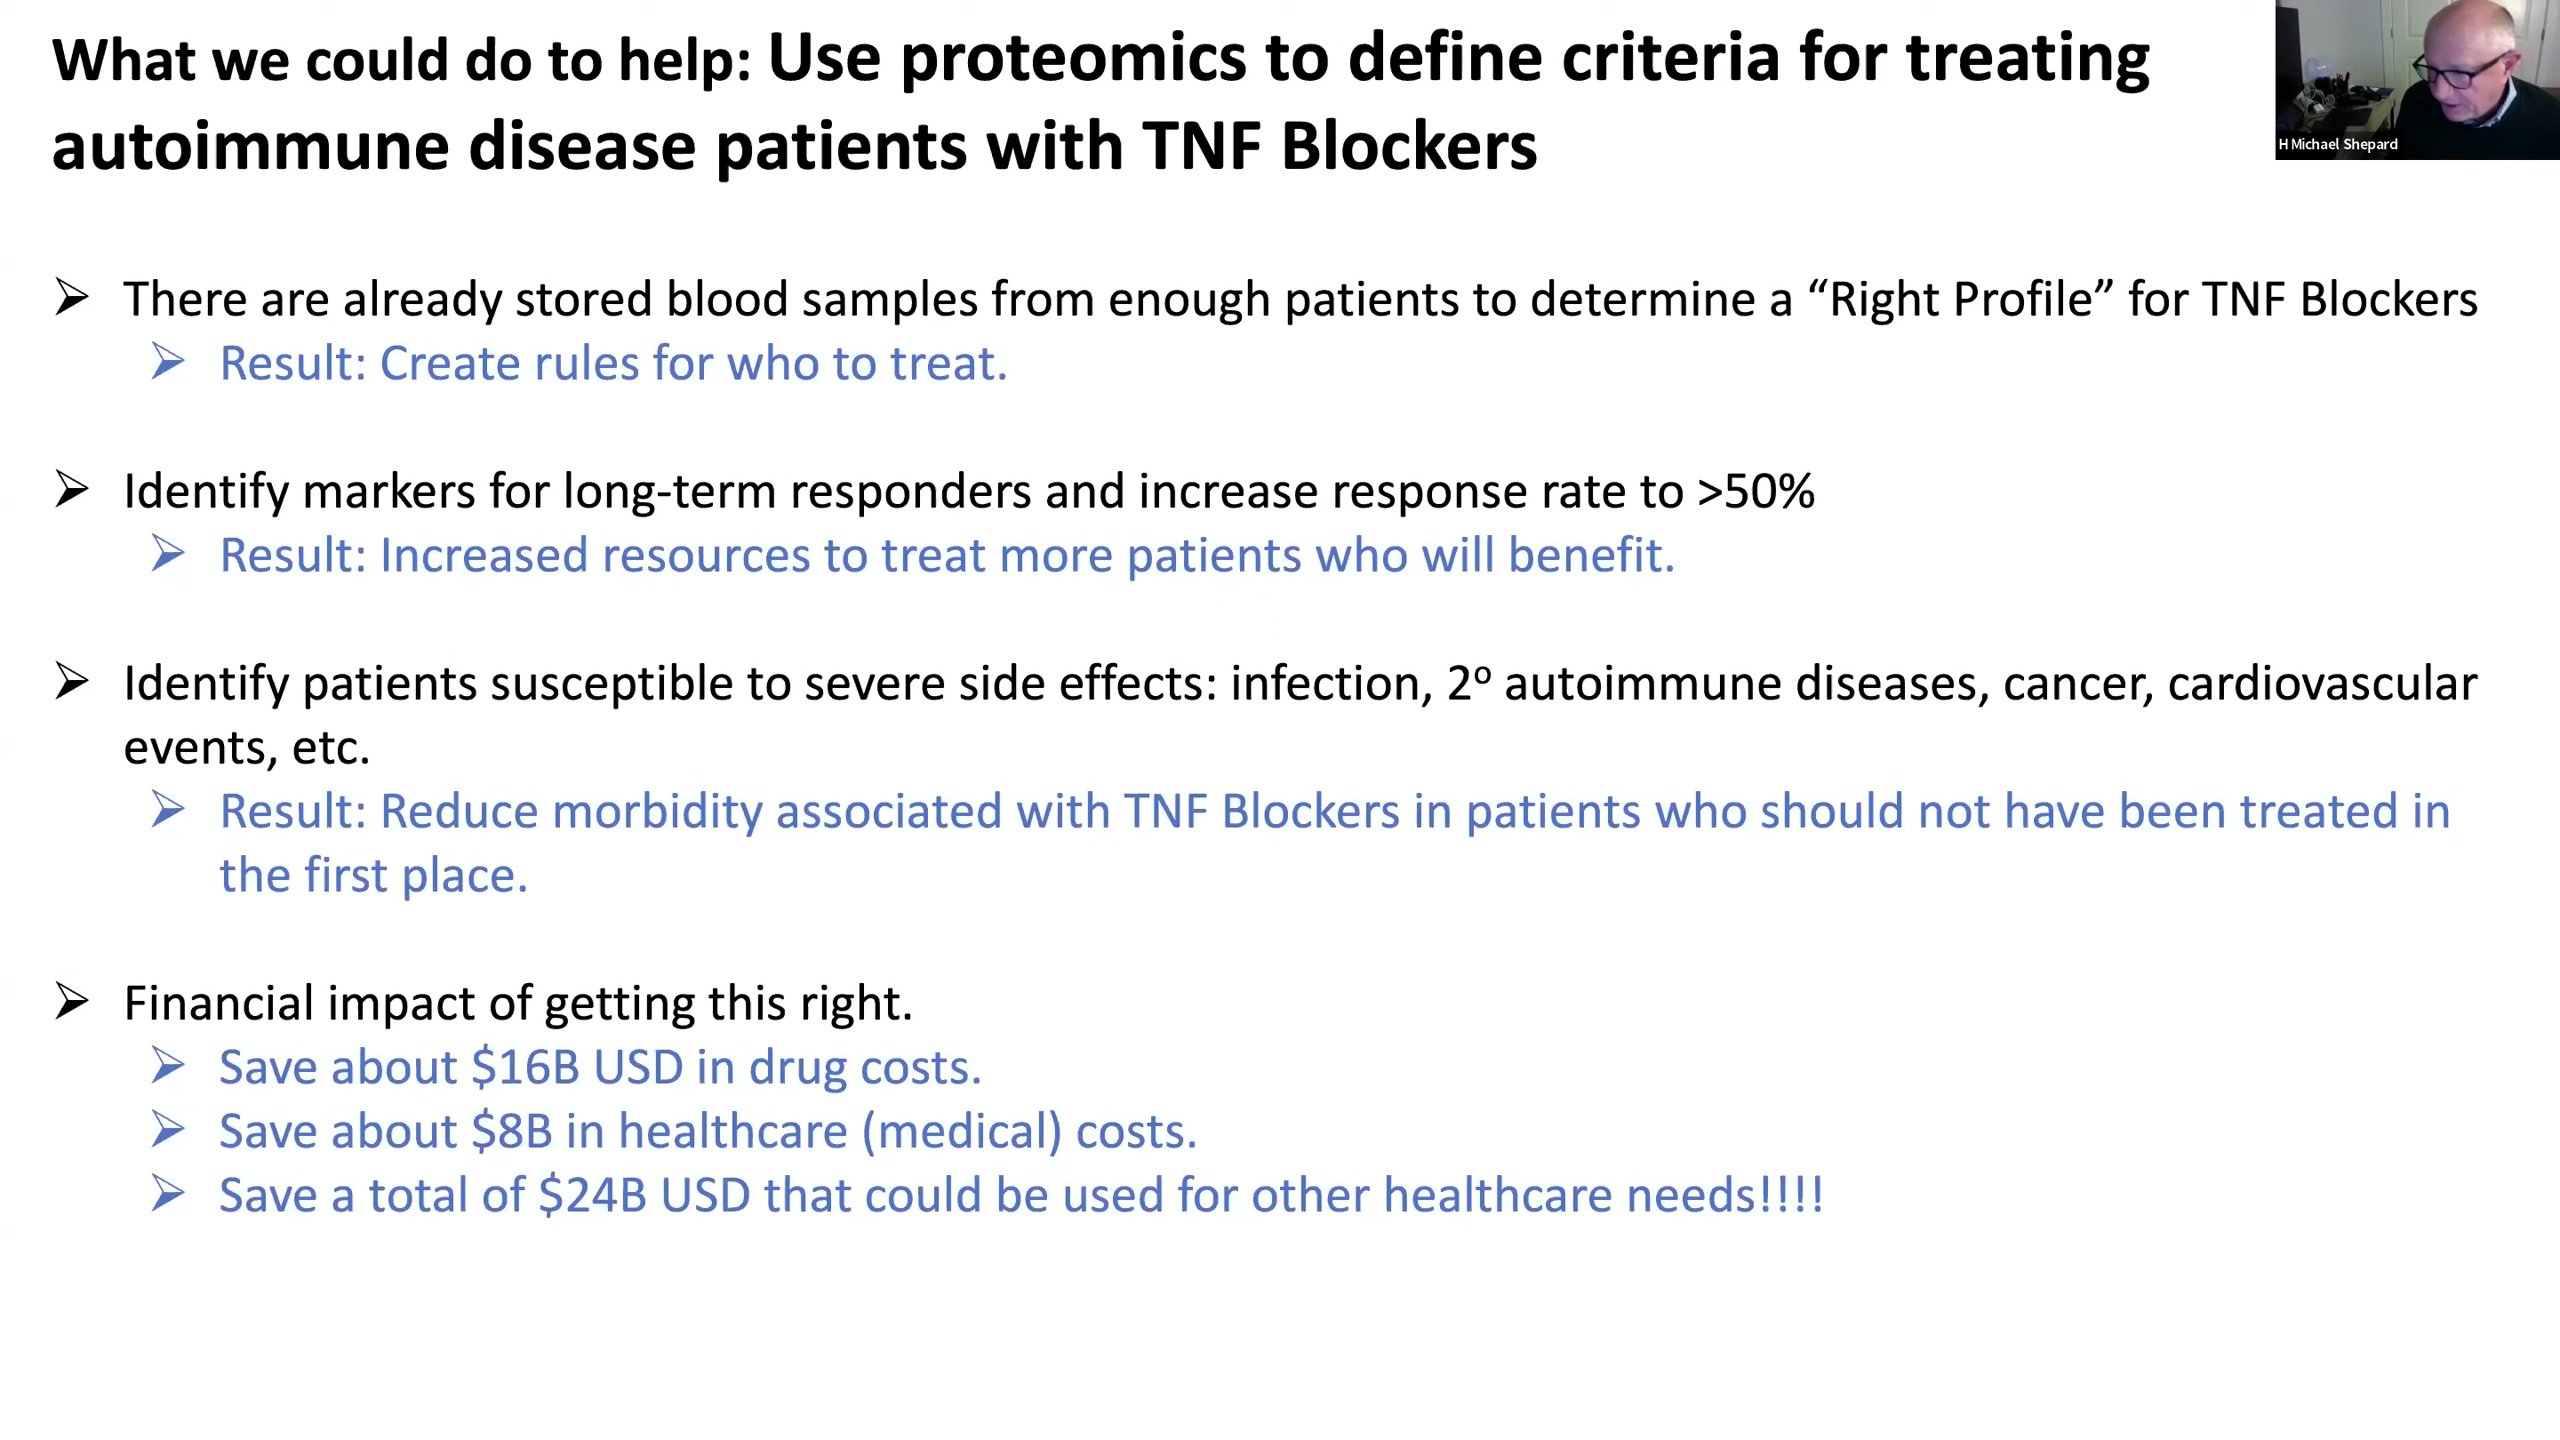 What we could do to help: Use proteomics to define criteria for treating
autoimmune disease patients with TNF Blockers
H Michael Shepard
There are already stored blood samples from enough patients to determine a “Right Profile” for TNF Blockers
Result: Create rules for who to treat.
Identify markers for long-term responders and increase response rate to >50%
Result: Increased resources to treat more patients who will benefit.
Identify patients susceptible to severe side effects: infection, 2º autoimmune diseases, cancer, cardiovascular
events, etc.
Result: Reduce morbidity associated with TNF Blockers in patients who should not have been treated in
the first place.
Financial impact of getting this right.
Save about $16B USD in drug costs.
Save about $8B in healthcare (medical) costs.
Save a total of $24B USD that could be used for other healthcare needs!!!!